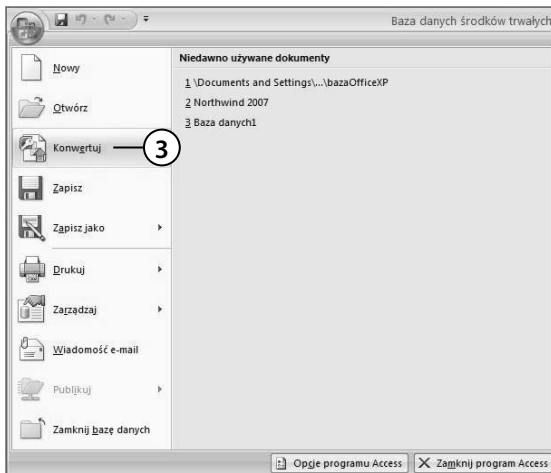 Baza danych środków trwałych
Nowy
Otwórz
Konwertuj
3
Zapisz
Zapisz jako
Drukuj
Zarządzaj
Wiadomość e-mail
Publikuj
Zamknij bazę danych
Niedawno używane dokumenty
1 \Documents and Settings\...\bazaOfficeXP
2 Northwind 2007
3 Baza danych1
Opcje programu Access
Zamknij program Access